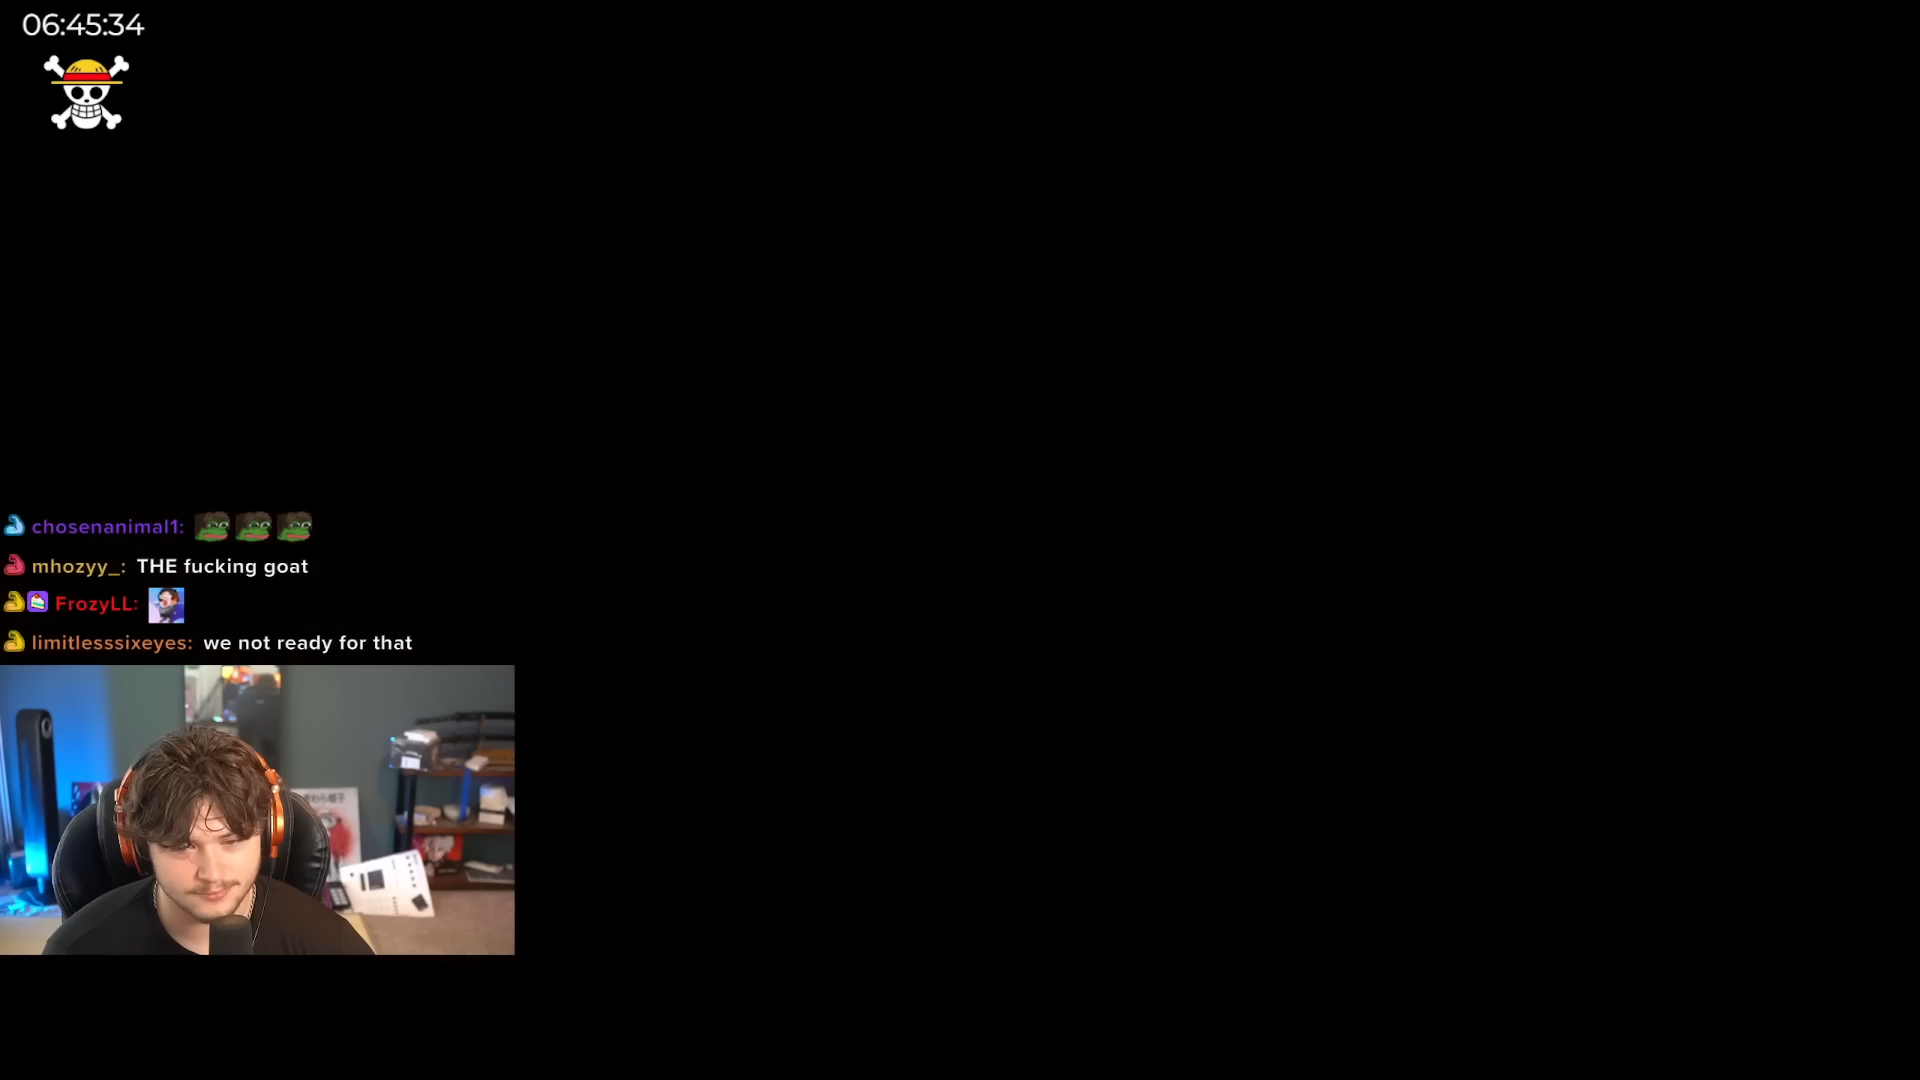 06:45:34
chosenanimal1:
mhozyy_: THE fucking goat
FrozyLL:
limitlesssixeyes: we not ready for that